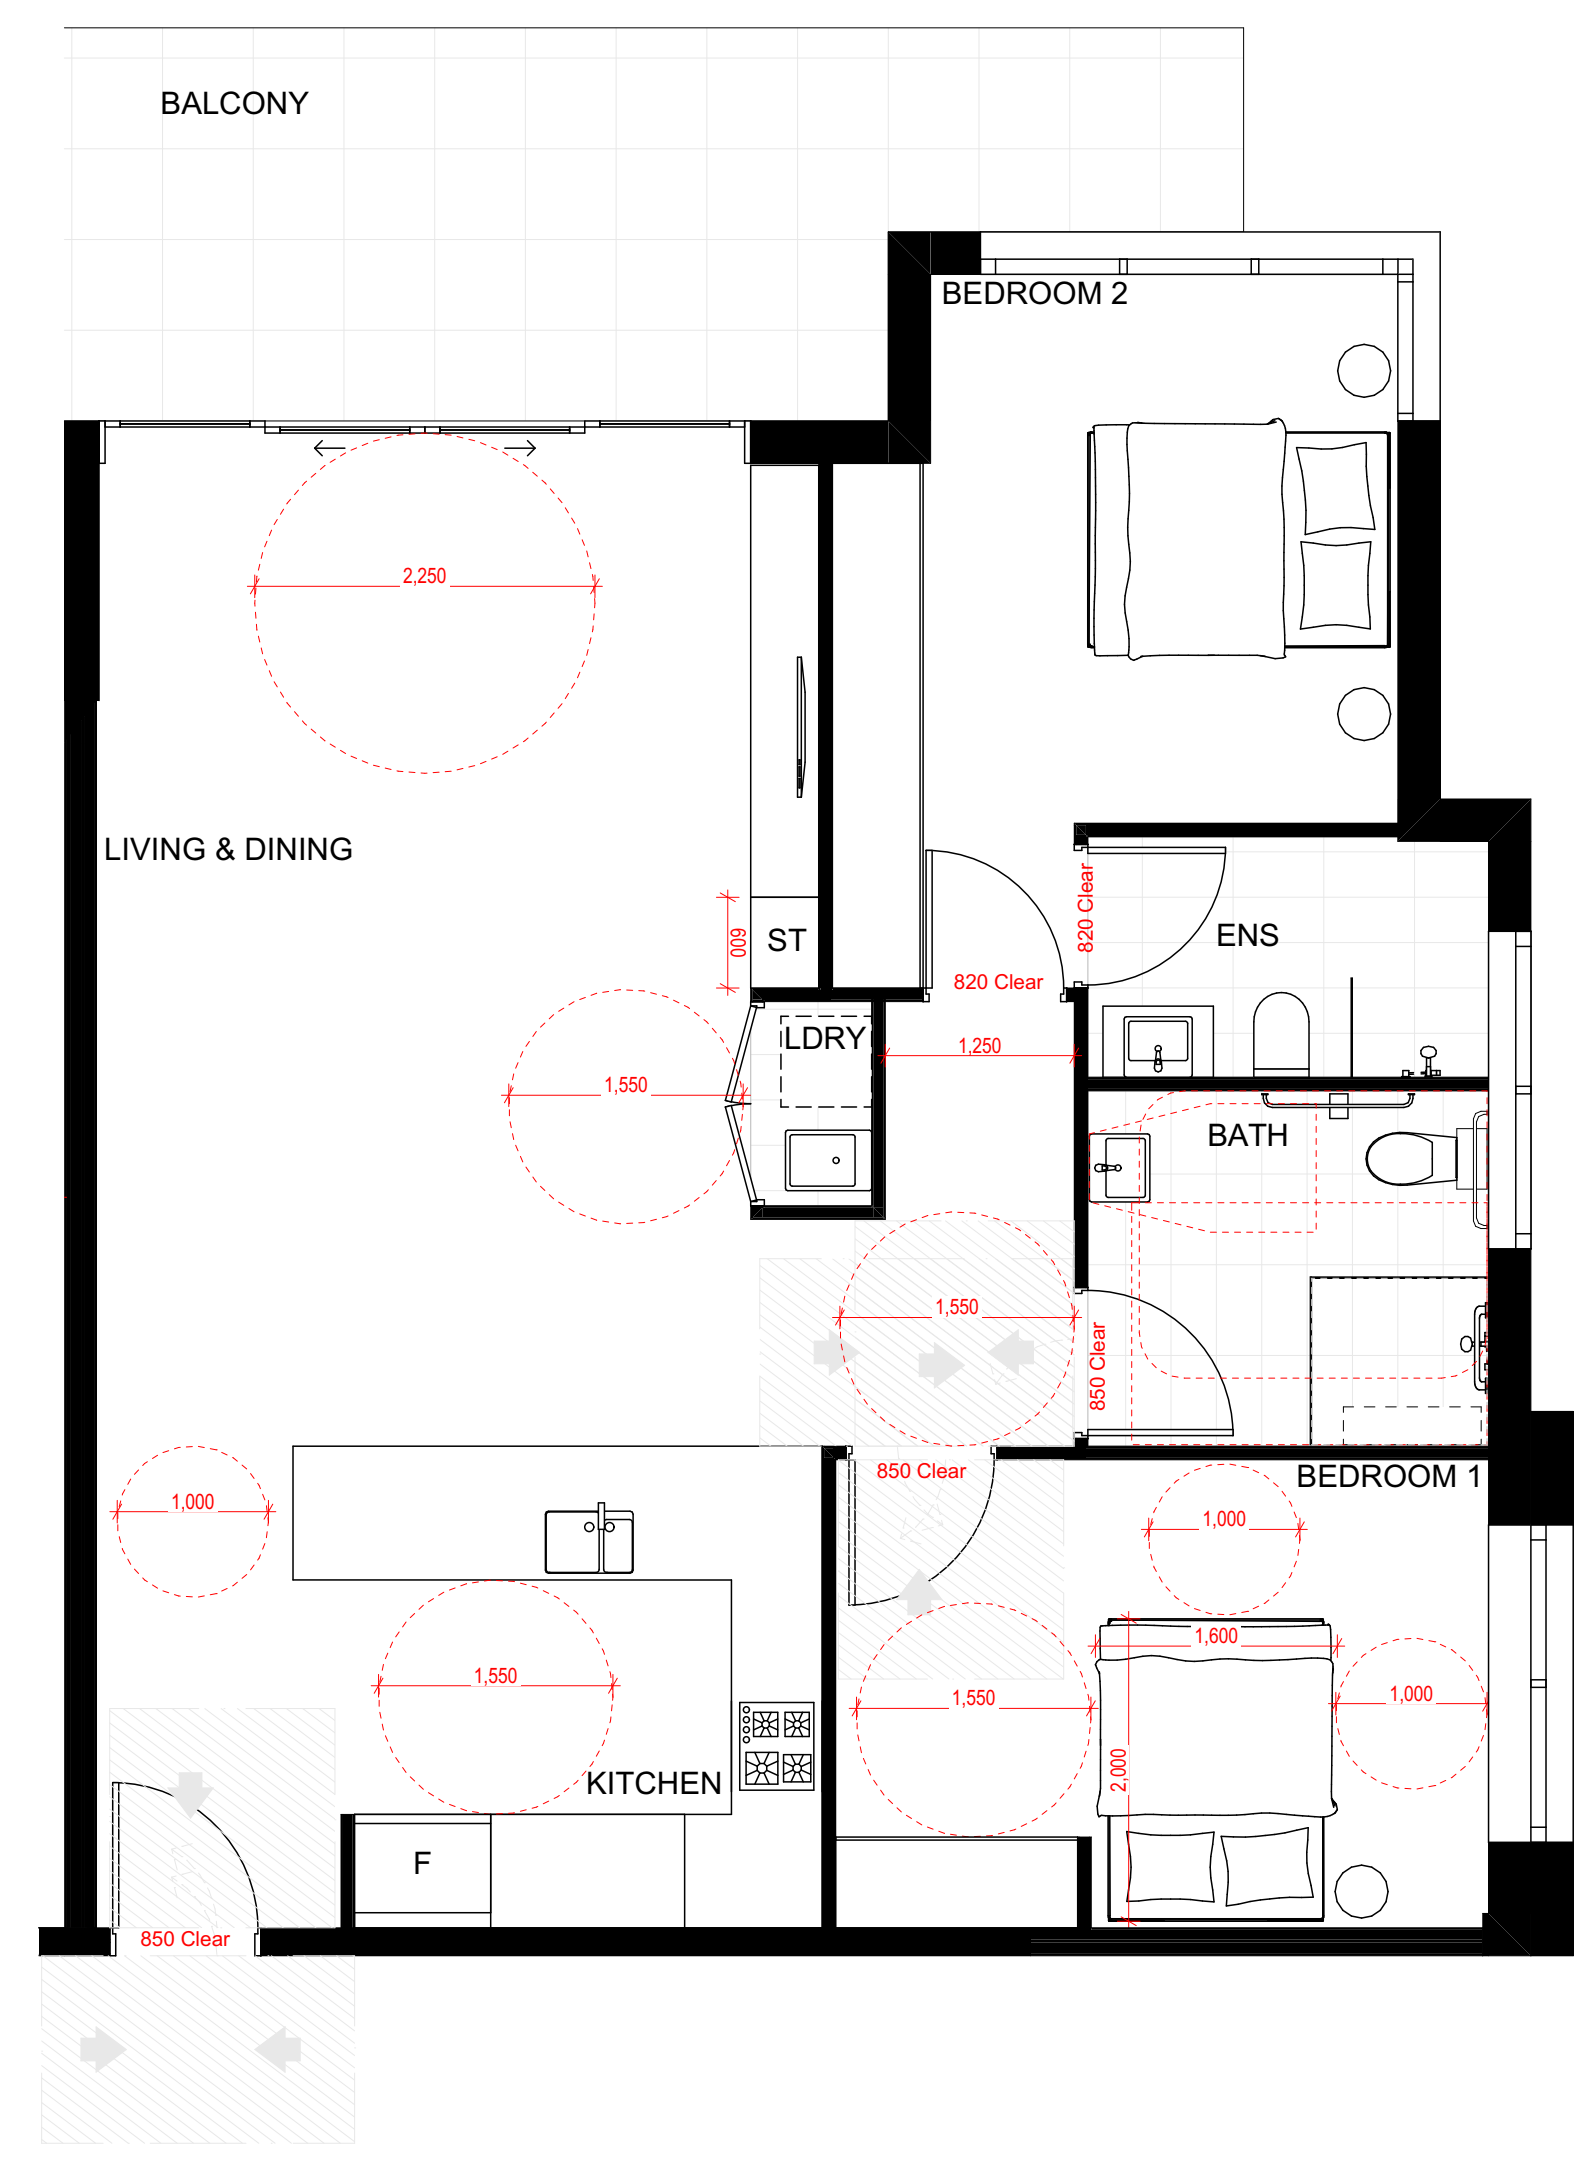 BALCONY
BEDROOM 2
2,250
LIVING & DINING
820 Clear
600
ST
ENS
820 Clear
LDRY
1,250
1,550
BATH
1,550
850 Clear
850 Clear
BEDROOM 1
1,000
1,000
1,600
1,550
1,550
1,000
2,000
KITCHEN
F
850 Clear